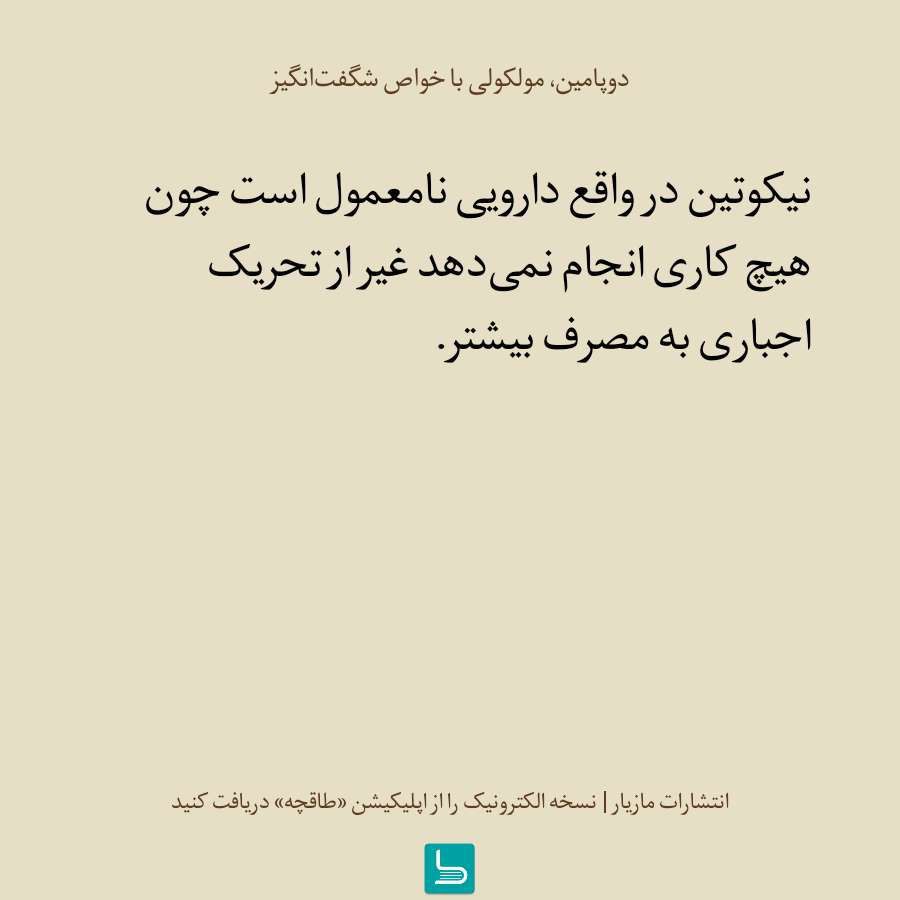 دوپامین، مولکولی با خواص شگفت‌انگیز
نیکوتین در واقع دارویی نامعمول است چون
هیچ کاری انجام نمی‌دهد غیر از تحریک
اجباری به مصرف بیشتر.
انتشارات مازیار | نسخه الکترونیک را از اپلیکیشن «طاقچه» دریافت کنید